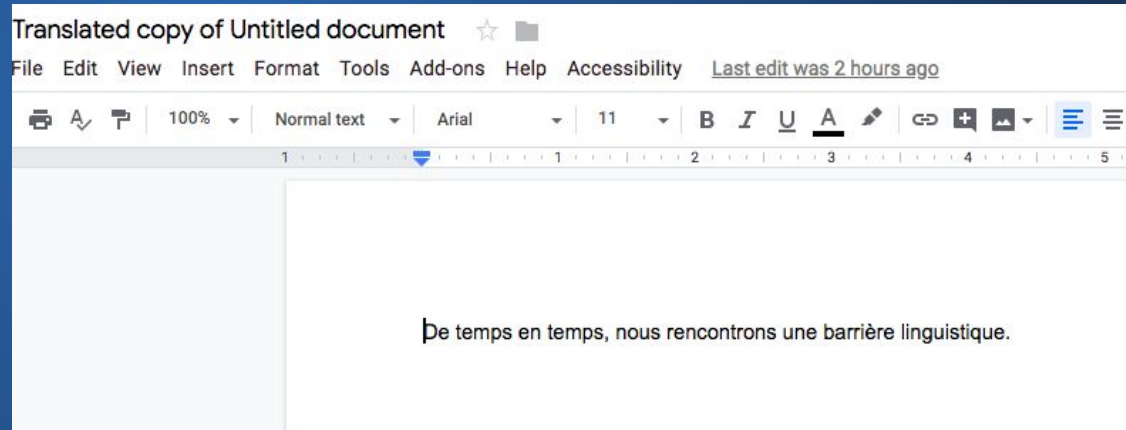 Translated copy of Untitled document
File Edit View Insert Format Tools Add-ons Help Accessibility Last edit was 2 hours ago
100% Normal text Arial 11 B I U A
1 1 2 3 4 5
De temps en temps, nous rencontrons une barrière linguistique.